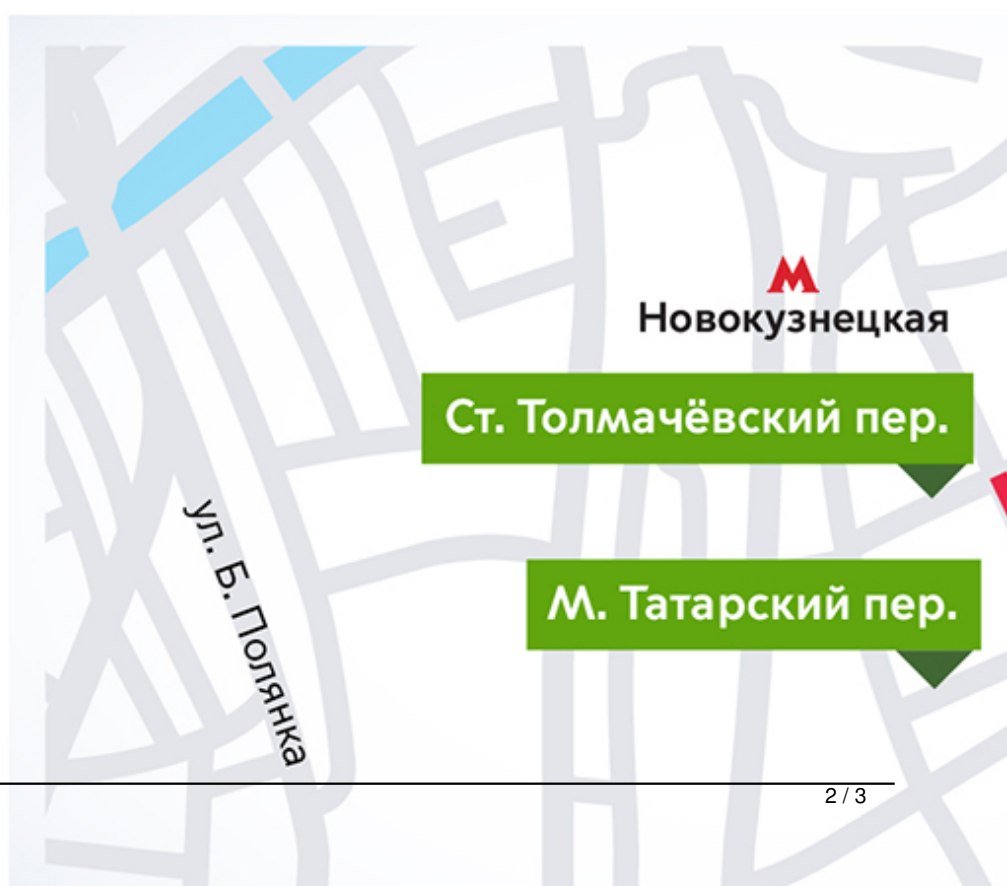 Новокузнецкая
Ст. Толмачёвский пер.
ул. Б. Полянка
М. Татарский пер.
2 / 3